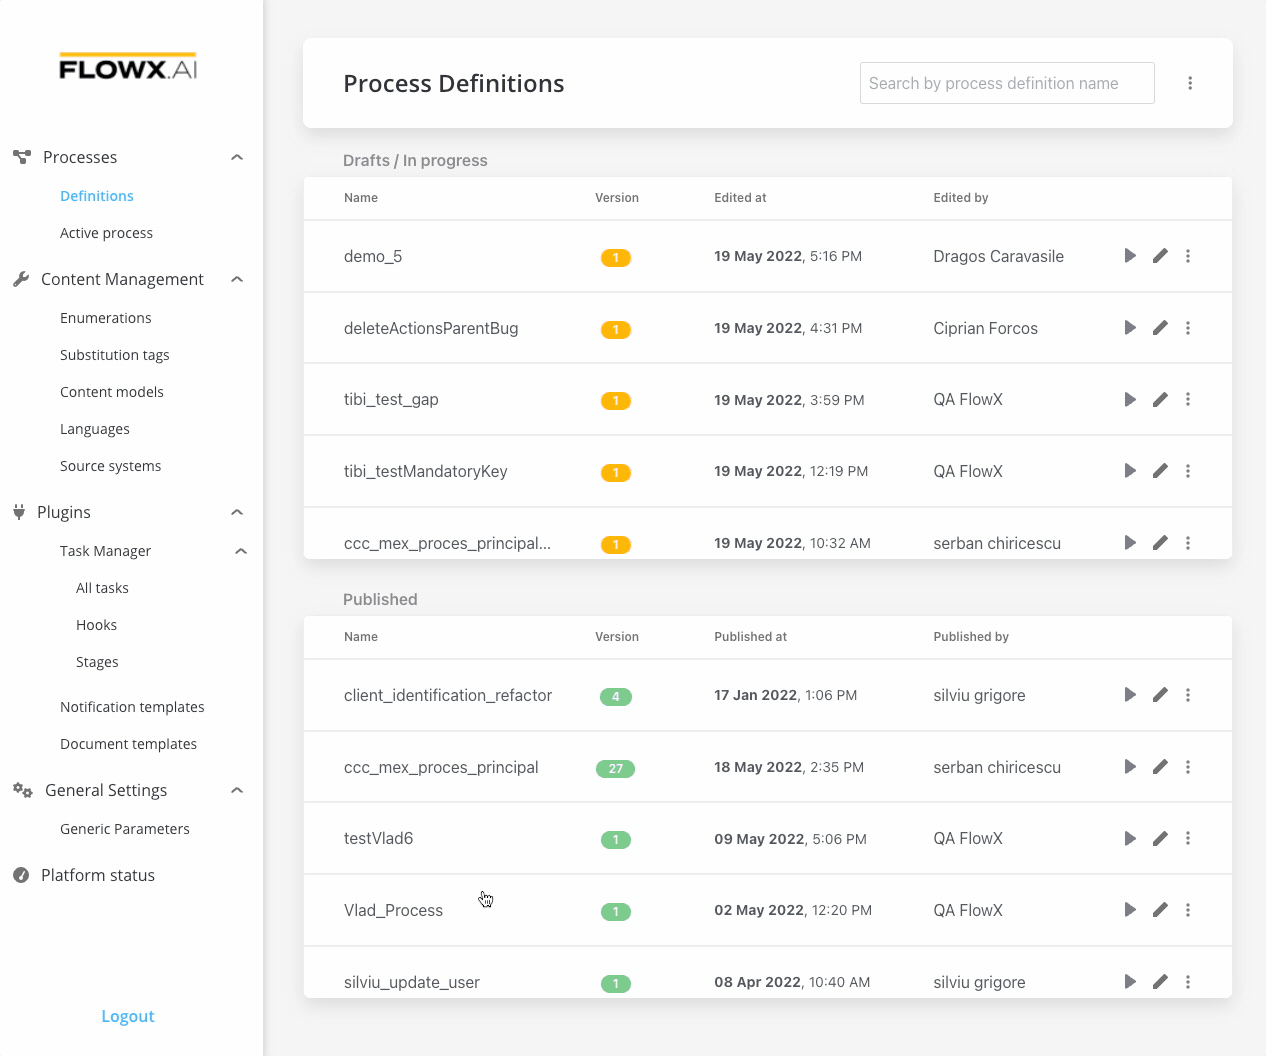 FLOWX.AI
Processes
Definitions
Active process
Content Management
Enumerations
Substitution tags
Content models
Languages
Source systems
Plugins
Task Manager
All tasks
Hooks
Stages
Notification templates
Document templates
General Settings
Generic Parameters
Platform status
Logout
Process Definitions
Search by process definition name
Drafts / In progress
Name Version Edited at Edited by
demo_5 1 19 May 2022, 5:16 PM Dragos Caravasile
deleteActionsParentBug 1 19 May 2022, 4:31 PM Ciprian Forcos
tibi_test_gap 1 19 May 2022, 3:59 PM QA FlowX
tibi_testMandatoryKey 1 19 May 2022, 12:19 PM QA FlowX
ccc_mex_proces_principal... 1 19 May 2022, 10:32 AM serban chiricescu
Published
Name Version Published at Published by
client_identification_refactor 4 17 Jan 2022, 1:06 PM silviu grigore
ccc_mex_proces_principal 27 18 May 2022, 2:35 PM serban chiricescu
testVlad6 1 09 May 2022, 5:06 PM QA FlowX
Vlad_Process 1 02 May 2022, 12:20 PM QA FlowX
silviu_update_user 1 08 Apr 2022, 10:40 AM silviu grigore